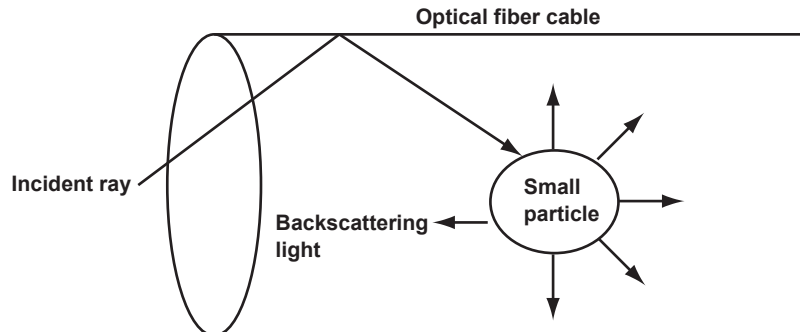 Optical fiber cable
Incident ray
Small
particle
Backscattering
light